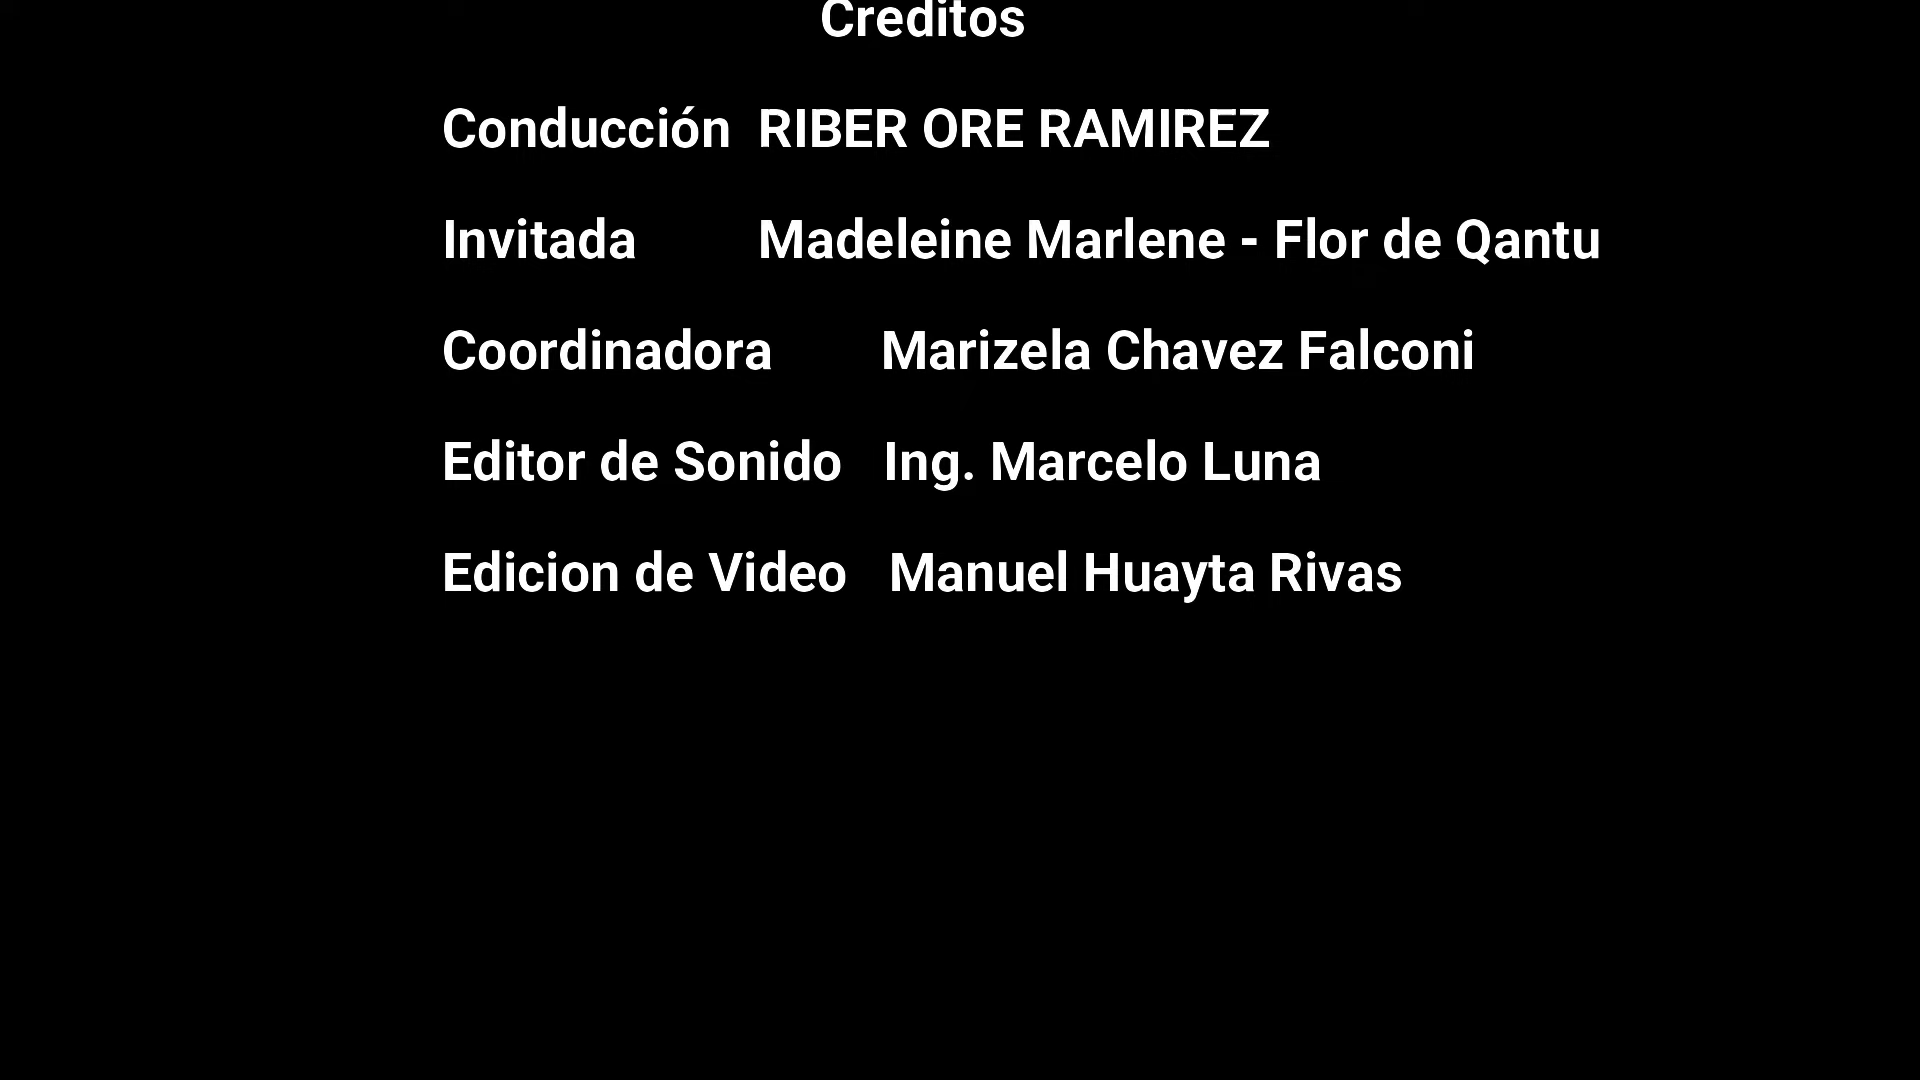 Creditos
Conducción RIBER ORE RAMIREZ
Invitada Madeleine Marlene - Flor de Qantu
Coordinadora Marizela Chavez Falconi
Editor de Sonido Ing. Marcelo Luna
Edicion de Video Manuel Huayta Rivas